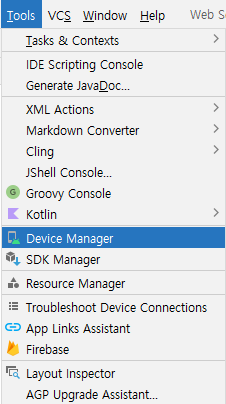 Tools VCS Window Help Web S
Tasks & Contexts
IDE Scripting Console
Generate JavaDoc...
XML Actions
Markdown Converter
Cling
JShell Console...
G Groovy Console
Kotlin
Device Manager
SDK Manager
Resource Manager
Troubleshoot Device Connections
App Links Assistant
Firebase
Layout Inspector
AGP Upgrade Assistant...